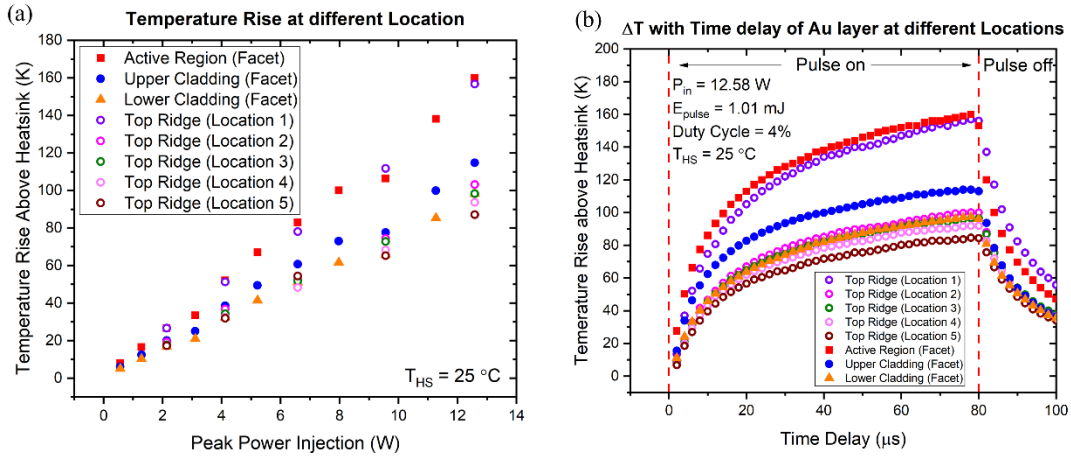 (a)
Temperature Rise at different Location
Temperature Rise Above Heatsink (K)
180
160
140
120
100
80
60
40
20
0
Active Region (Facet)
Upper Cladding (Facet)
Lower Cladding (Facet)
Top Ridge (Location 1)
Top Ridge (Location 2)
Top Ridge (Location 3)
Top Ridge (Location 4)
Top Ridge (Location 5)
T_HS = 25 °C
0 2 4 6 8 10 12 14
Peak Power Injection (W)
(b)
ΔT with Time delay of Au layer at different Locations
Temerature Rise above Heatsink (K)
200
180
160
140
120
100
80
60
40
20
0
Pulse on
Pulse off
P_in = 12.58 W
E_pulse = 1.01 mJ
Duty Cycle = 4%
T_HS = 25 °C
Top Ridge (Location 1)
Top Ridge (Location 2)
Top Ridge (Location 3)
Top Ridge (Location 4)
Top Ridge (Location 5)
Active Region (Facet)
Upper Cladding (Facet)
Lower Cladding (Facet)
0 20 40 60 80 100
Time Delay (μs)